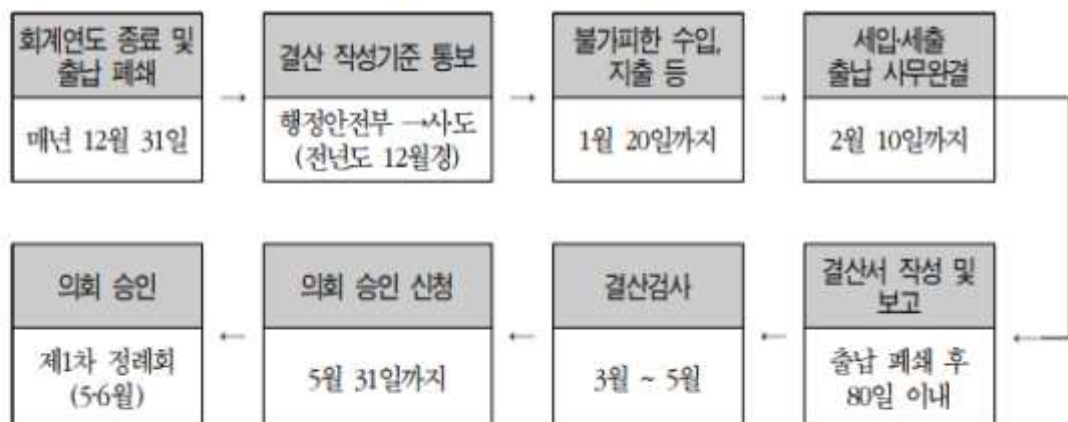 회계연도 종료 및
출납 폐쇄
매년 12월 31일
→
결산 작성기준 통보
행정안전부 →사·도
(전년도 12월경)
→
불가피한 수입,
지출 등
1월 20일까지
→
세입·세출
출납 사무완결
2월 10일까지
결산서 작성 및
보고
출납 폐쇄 후
80일 이내
←
결산검사
3월 ~ 5월
←
의회 승인 신청
5월 31일까지
←
의회 승인
제1차 정례회
(5·6월)
←